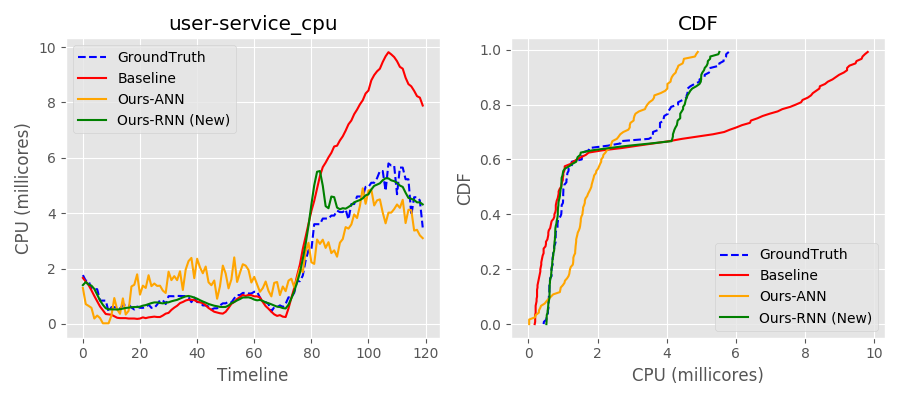 user-service_cpu
CPU (millicores)
10
8
6
4
2
0
GroundTruth
Baseline
Ours-ANN
Ours-RNN (New)
0 20 40 60 80 100 120
Timeline
CDF
CDF
1.0
0.8
0.6
0.4
0.2
0.0
GroundTruth
Baseline
Ours-ANN
Ours-RNN (New)
0 2 4 6 8 10
CPU (millicores)